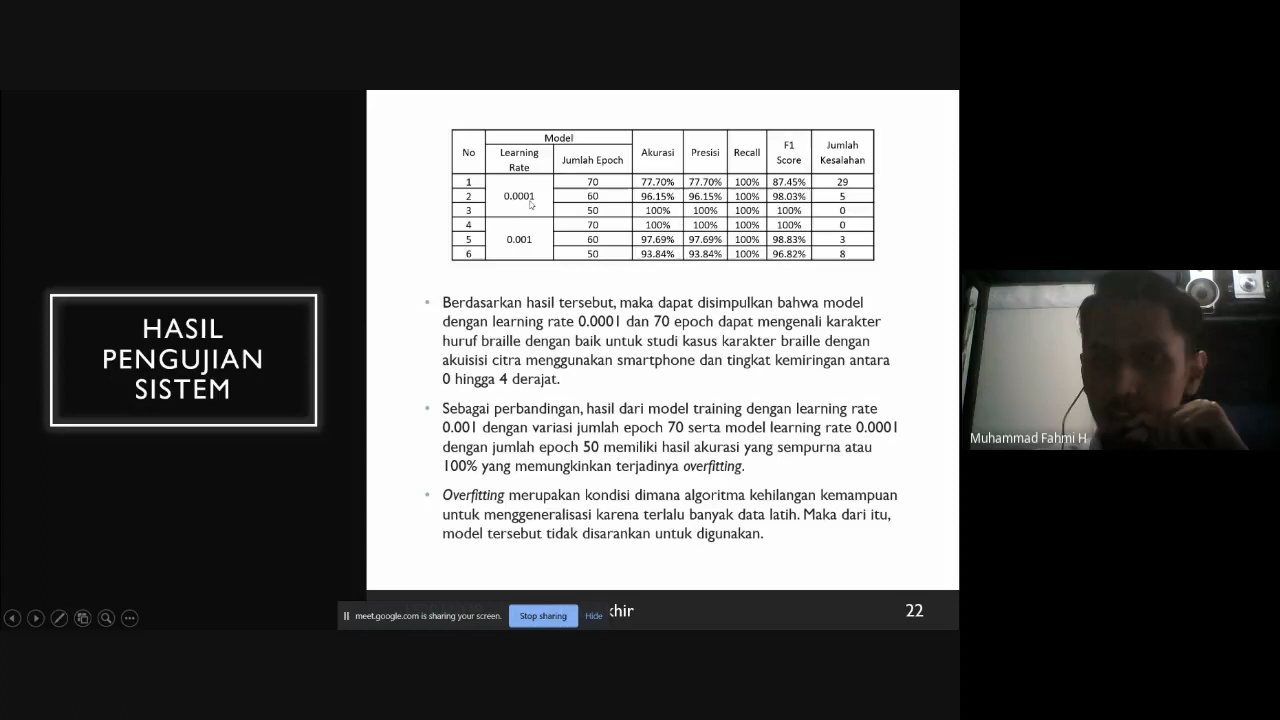 HASIL
PENGUJIAN
SISTEM
No Model Akurasi Presisi Recall F1 Score Jumlah Kesalahan
Learning Rate Jumlah Epoch
1 0.0001 70 77.70% 77.70% 100% 87.45% 29
2 60 96.15% 96.15% 100% 98.03% 5
3 50 100% 100% 100% 100% 0
4 0.001 70 100% 100% 100% 100% 0
5 60 97.69% 97.69% 100% 98.83% 3
6 50 93.84% 93.84% 100% 96.82% 8
• Berdasarkan hasil tersebut, maka dapat disimpulkan bahwa model
dengan learning rate 0.0001 dan 70 epoch dapat mengenali karakter
huruf braille dengan baik untuk studi kasus karakter braille dengan
akuisisi citra menggunakan smartphone dan tingkat kemiringan antara
0 hingga 4 derajat.
• Sebagai perbandingan, hasil dari model training dengan learning rate
0.001 dengan variasi jumlah epoch 70 serta model learning rate 0.0001
dengan jumlah epoch 50 memiliki hasil akurasi yang sempurna atau
100% yang memungkinkan terjadinya overfitting.
• Overfitting merupakan kondisi dimana algoritma kehilangan kemampuan
untuk menggeneralisasi karena terlalu banyak data latih. Maka dari itu,
model tersebut tidak disarankan untuk digunakan.
meet.google.com is sharing your screen. Stop sharing Hide
khir 22
Muhammad Fahmi H